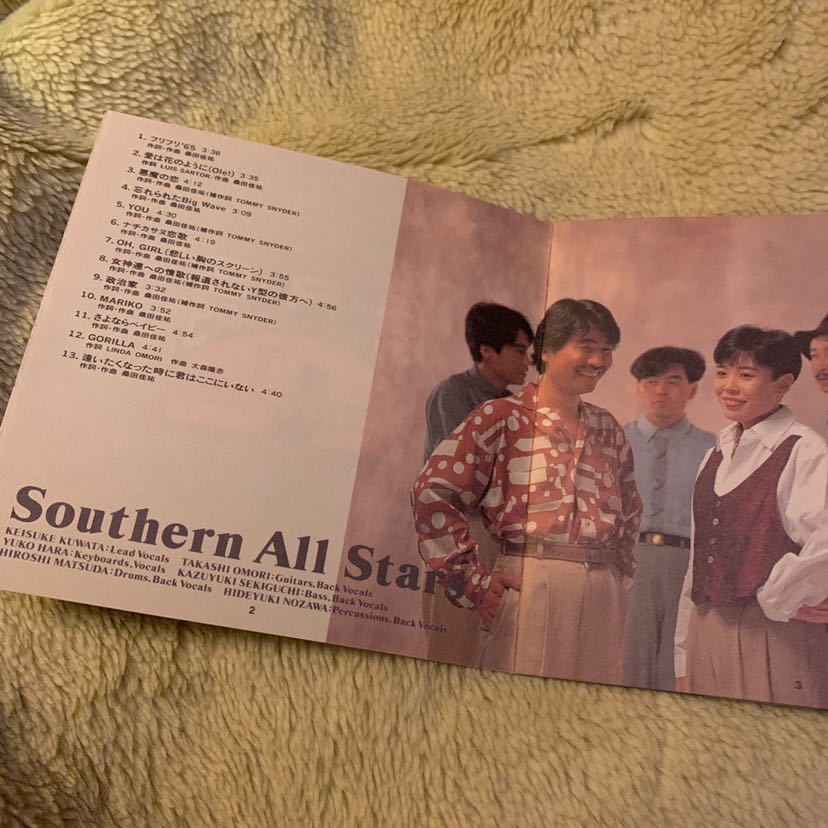 1. フリフリ'65 3:36
作詞・作曲 桑田佳祐
2. 愛は花のように(Olé!) 3:35
作詞 LUIS SARTOR/作曲 桑田佳祐
3. 悪魔の恋 4:12
作詞・作曲 桑田佳祐(補作詞 TOMMY SNYDER)
4. 忘れられたBig Wave 3:09
作詞・作曲 桑田佳祐(補作詞 TOMMY SNYDER)
5. YOU 4:30
作詞・作曲 桑田佳祐(補作詞 TOMMY SNYDER)
6. ナチカサヌ恋歌 4:19
作詞・作曲 桑田佳祐
7. OH, GIRL(悲しい胸のスクリーン) 3:55
作詞・作曲 桑田佳祐(補作詞 TOMMY SNYDER)
8. 女神達への情歌(報道されないY型の彼方へ) 4:56
作詞・作曲 桑田佳祐(補作詞 TOMMY SNYDER)
9. 政治家 3:32
作詞・作曲 桑田佳祐(補作詞 TOMMY SNYDER)
10. MARIKO 3:52
作詞・作曲 桑田佳祐
11. さよならベイビー 4:54
作詞・作曲 桑田佳祐
12. GORILLA 4:41
作詞 LINDA OMORI 作曲 大森隆志
13. 逢いたくなった時に君はここにいない 4:40
作詞・作曲 桑田佳祐
Southern All Stars
KEISUKE KUWATA:Lead Vocals TAKASHI OMORI:Guitars,Back Vocals
YUKO HARA:Keyboards,Vocals KAZUYUKI SEKIGUCHI:Bass,Back Vocals
HIROSHI MATSUDA:Drums,Back Vocals HIDEYUKI NOZAWA:Percussions,Back Vocals
2
3